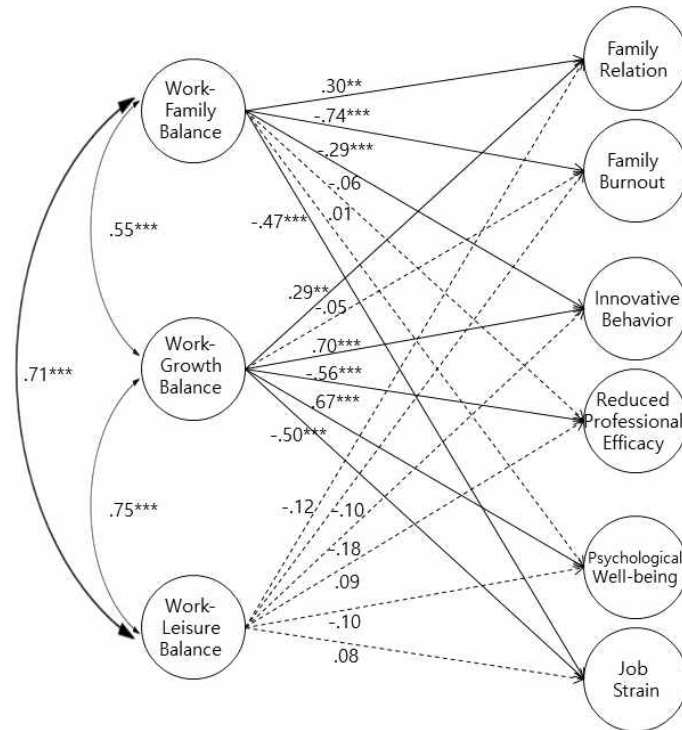 Work-
Family
Balance
Work-
Growth
Balance
Work-
Leisure
Balance
.55***
.71***
.75***
.30**
-.74***
-.29***
-.06
.01
-.47***
.29**
-.05
.70***
-.56***
.67***
-.50***
-.12
-.10
-.18
.09
-.10
.08
Family
Relation
Family
Burnout
Innovative
Behavior
Reduced
Professional
Efficacy
Psychological
Well-being
Job
Strain